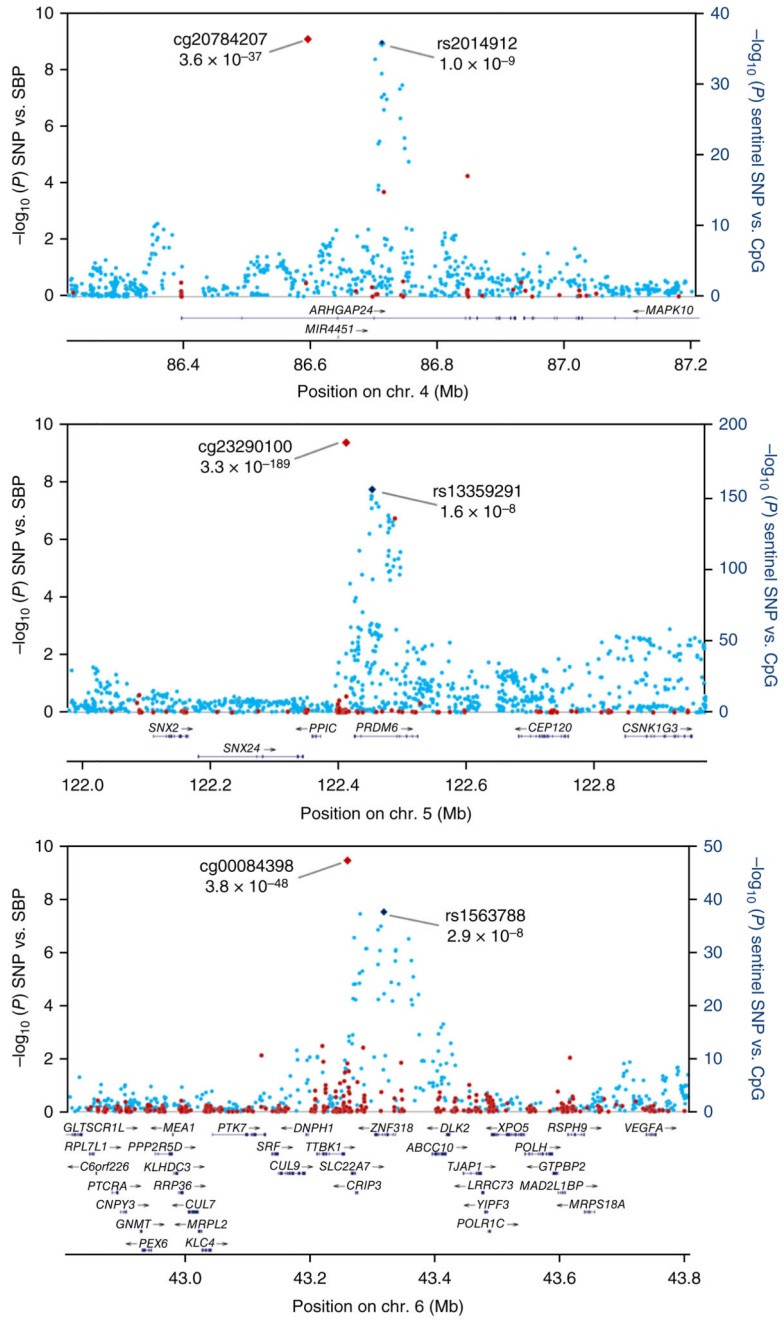 10
8
6
4
2
0
–log10 (P) SNP vs. SBP
40
30
20
10
0
–log10 (P) sentinel SNP vs. CpG
cg20784207
3.6 × 10–37
rs2014912
1.0 × 10–9
ARHGAP24 →
← MAPK10
MIR4451 →
86.4 86.6 86.8 87.0 87.2
Position on chr. 4 (Mb)
10
8
6
4
2
0
–log10 (P) SNP vs. SBP
200
150
100
50
0
–log10 (P) sentinel SNP vs. CpG
cg23290100
3.3 × 10–189
rs13359291
1.6 × 10–8
SNX2 → ← PPIC PRDM6 → ← CEP120 CSNK1G3 →
SNX24 →
122.0 122.2 122.4 122.6 122.8
Position on chr. 5 (Mb)
10
8
6
4
2
0
–log10 (P) SNP vs. SBP
50
40
30
20
10
0
–log10 (P) sentinel SNP vs. CpG
cg00084398
3.8 × 10–48
rs1563788
2.9 × 10–8
GLTSCR1L → ← MEA1 PTK7 → ← DNPH1 ← ZNF318 ← DLK2 ← XPO5 RSPH9 → VEGFA →
RPL7L1 → PPP2R5D → SRF → TTBK1 → ABCC10 → POLH →
← C6orf226 KLHDC3 → CUL9 → SLC22A7 → TJAP1 → ← GTPBP2
PTCRA → RRP36 → ← CRIP3 ← LRRC73 MAD2L1BP →
CNPY3 → ← CUL7 ← YIPF3 ← MRPS18A
GNMT → ← MRPL2 POLR1C →
← PEX6 KLC4 →
43.0 43.2 43.4 43.6 43.8
Position on chr. 6 (Mb)